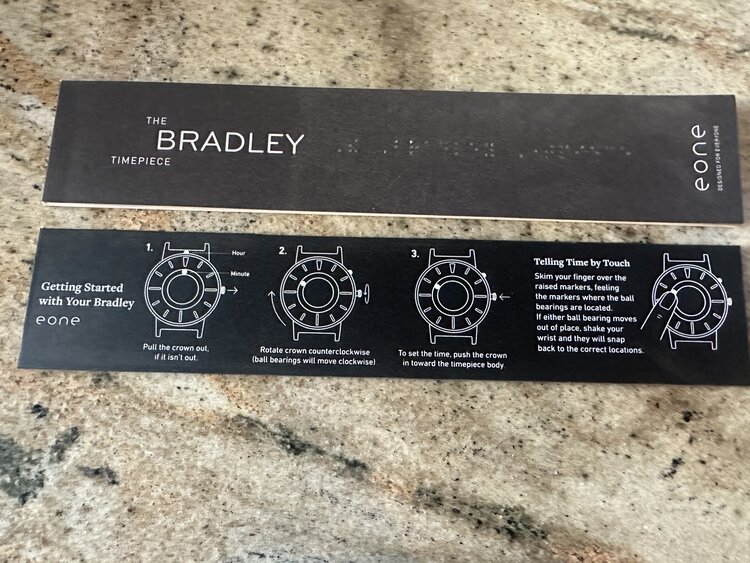 THE
BRADLEY
TIMEPIECE
eone
DESIGNED FOR EVERYONE
Getting Started
with Your Bradley
eone
1.
Hour
Minute
Pull the crown out,
if it isn't out.
2.
Rotate crown counterclockwise
(ball bearings will move clockwise)
3.
To set the time, push the crown
in toward the timepiece body
Telling Time by Touch
Skim your finger over the
raised markers, feeling
the markers where the ball
bearings are located.
If either ball bearing moves
out of place, shake your
wrist and they will snap
back to the correct locations.